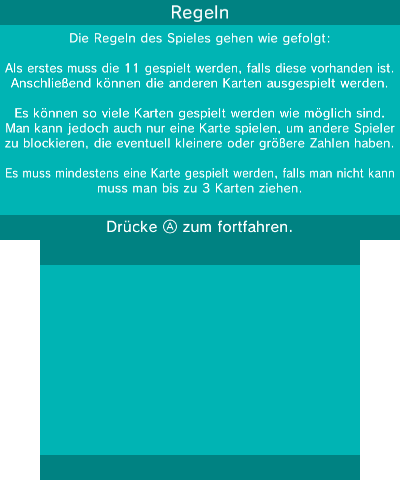 Regeln
Die Regeln des Spieles gehen wie gefolgt:
Als erstes muss die 11 gespielt werden, falls diese vorhanden ist.
Anschließend können die anderen Karten ausgespielt werden.
Es können so viele Karten gespielt werden wie möglich sind.
Man kann jedoch auch nur eine Karte spielen, um andere Spieler
zu blockieren, die eventuell kleinere oder größere Zahlen haben.
Es muss mindestens eine Karte gespielt werden, falls man nicht kann
muss man bis zu 3 Karten ziehen.
Drücke Ⓐ zum fortfahren.